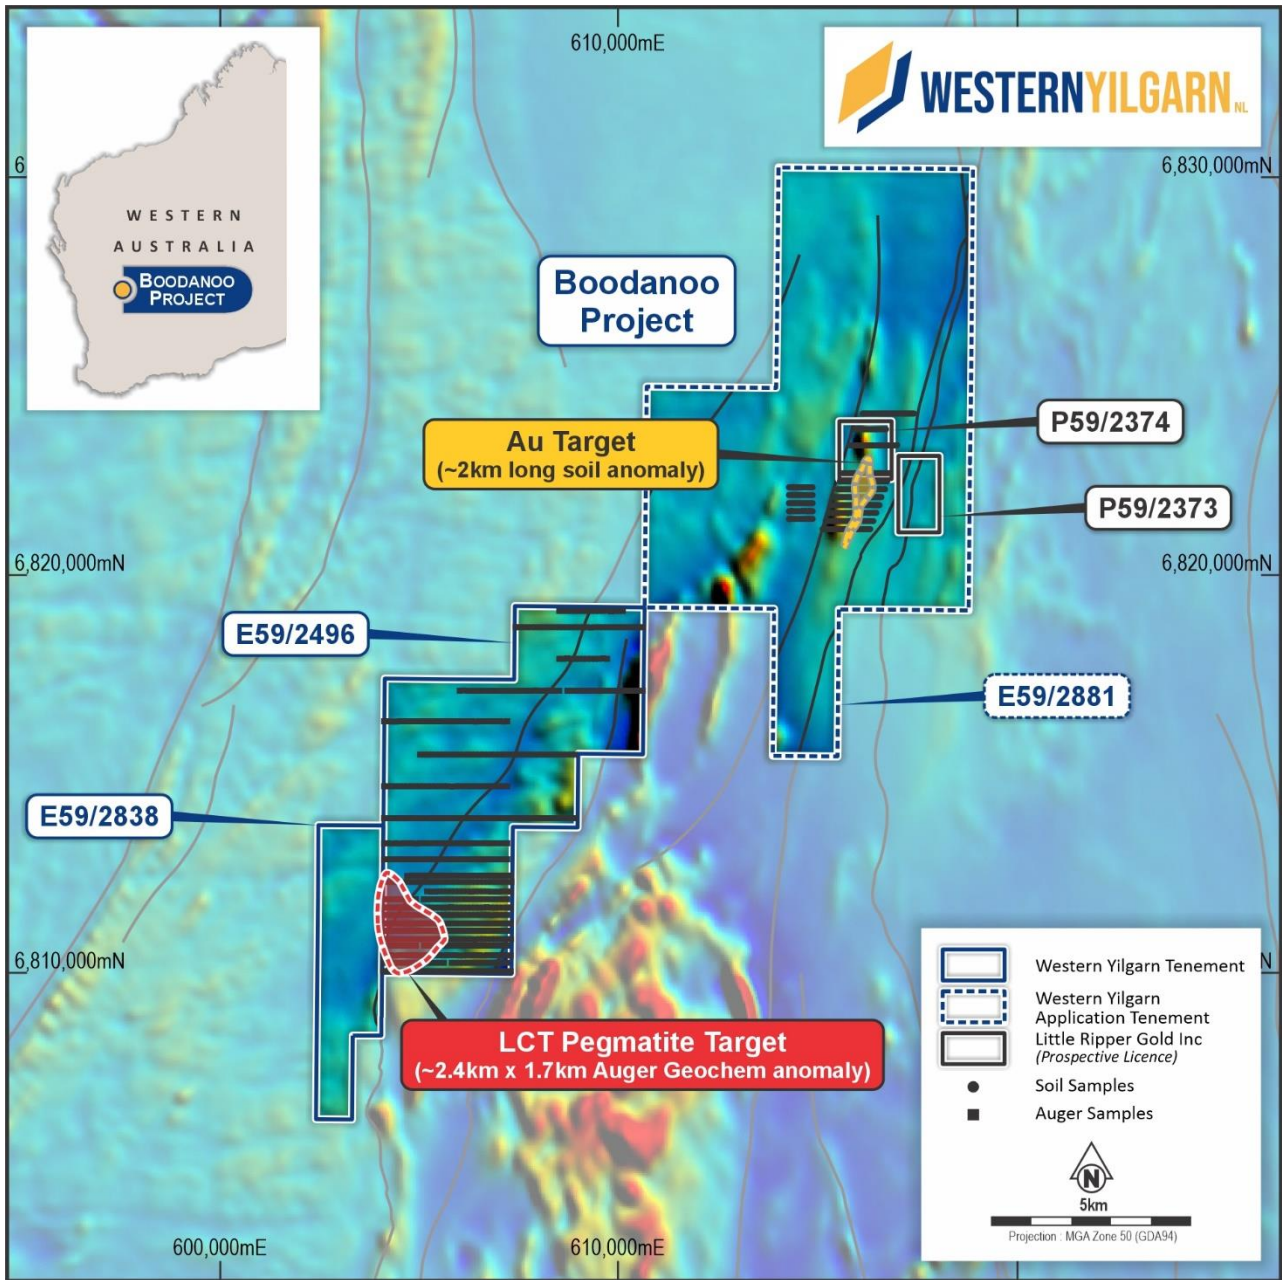 610,000mE
WESTERNYILGARN NL
6
6,830,000mN
WESTERN
AUSTRALIA
BOODANOO
PROJECT
Boodanoo
Project
P59/2374
Au Target
(~2km long soil anomaly)
P59/2373
6,820,000mN
6,820,000mN
E59/2496
E59/2881
E59/2838
6,810,000mN
N
LCT Pegmatite Target
(~2.4km x 1.7km Auger Geochem anomaly)
Western Yilgarn Tenement
Western Yilgarn
Application Tenement
Little Ripper Gold Inc
(Prospective Licence)
Soil Samples
Auger Samples
N
5km
Projection : MGA Zone 50 (GDA94)
600,000mE
610,000mE